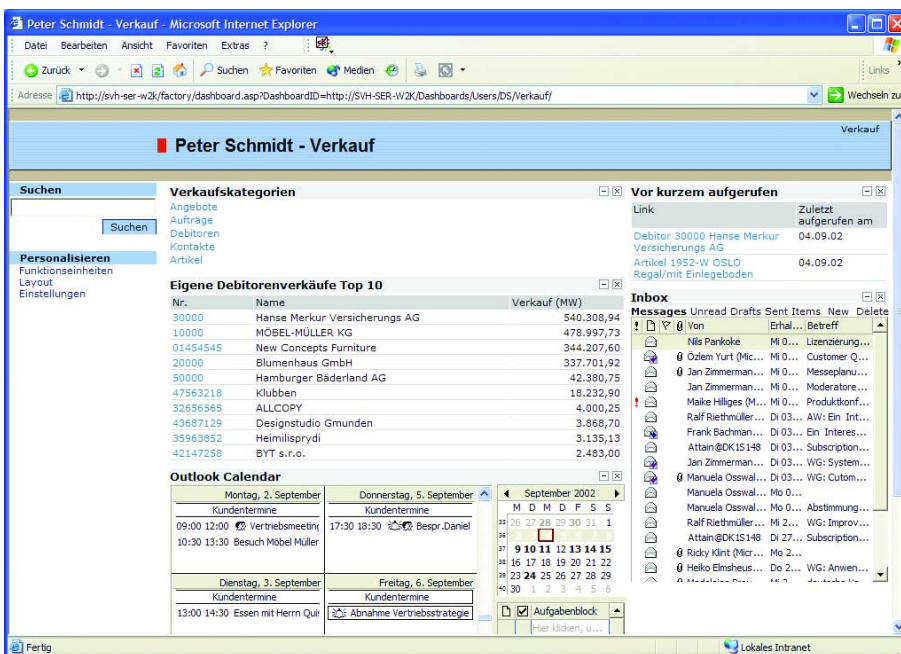 Peter Schmidt - Verkauf - Microsoft Internet Explorer
Datei Bearbeiten Ansicht Favoriten Extras ?
Zurück Suchen Favoriten Medien Links
Adresse http://svh-ser-w2k/factory/dashboard.asp?DashboardID=http://SVH-SER-W2K/Dashboards/Users/DS/Verkauf/ Wechseln zu
Verkauf
Peter Schmidt - Verkauf
Suchen
Suchen
Personalisieren
Funktionseinheiten
Layout
Einstellungen
Verkaufskategorien
Angebote
Aufträge
Debitoren
Kontakte
Artikel
Eigene Debitorenverkäufe Top 10
Nr. Name Verkauf (MW)
30000 Hanse Merkur Versicherungs AG 540.308,94
10000 MÖBEL-MÜLLER KG 478.997,73
01454545 New Concepts Furniture 344.207,60
20000 Blumenhaus GmbH 337.701,92
50000 Hamburger Bäderland AG 42.380,75
47563218 Klubben 18.232,90
32656565 ALLCOPY 4.000,25
43687129 Designstudio Gmunden 3.868,70
35963852 Heimilisprydi 3.135,13
42147258 BYT s.r.o. 2.483,00
Outlook Calendar
Montag, 2. September
Kundentermine
09:00 12:00 Vertriebsmeeting
10:30 13:30 Besuch Möbel Müller
Dienstag, 3. September
Kundentermine
13:00 14:30 Essen mit Herrn Quis
Donnerstag, 5. September
Kundentermine
17:30 18:30 Bespr.Daniel
Freitag, 6. September
Kundentermine
Abnahme Vertriebsstrategie
September 2002
M D M D F S S
35 26 27 28 29 30 31 1
36
37 9 10 11 12 13 14 15
38 16 17 18 19 20 21 22
39 23 24 25 26 27 28 29
40 30 1 2 3 4 5 6
Aufgabenblock
Hier klicken, u...
Vor kurzem aufgerufen
Link Zuletzt
aufgerufen am
Debitor 30000 Hanse Merkur 04.09.02
Versicherungs AG
Artikel 1952-W OSLO 04.09.02
Regal/mit Einlegeboden
Inbox
Messages Unread Drafts Sent Items New Delete
! Von Erhal... Betreff
Nils Pankoke Mi 0... Lizenzierung...
Özlem Yurt (Mic... Mi 0... Customer Q...
Jan Zimmerman... Mi 0... Messeplanu...
Jan Zimmerman... Mi 0... Moderatore...
! Maike Hilliges (M... Mi 0... Produktkonf...
Ralf Riethmüller... Di 03... AW: Ein Int...
Frank Bachman... Di 03... Ein Interes...
Attain@DK1S148 Di 03... Subscription...
Jan Zimmerman... Di 03... WG: System...
Manuela Osswal... Di 03... WG: Cutom...
Manuela Osswal... Mo 0...
Manuela Osswal... Mo 0... Abstimmung...
Ralf Riethmüller... Mi 2... WG: Improv...
Attain@DK1S148 Di 27... Subscription...
Ricky Klint (Micr... Mo 2...
Heiko Elmsheus... Do 2... WG: Anwen...
Fertig Lokales Intranet